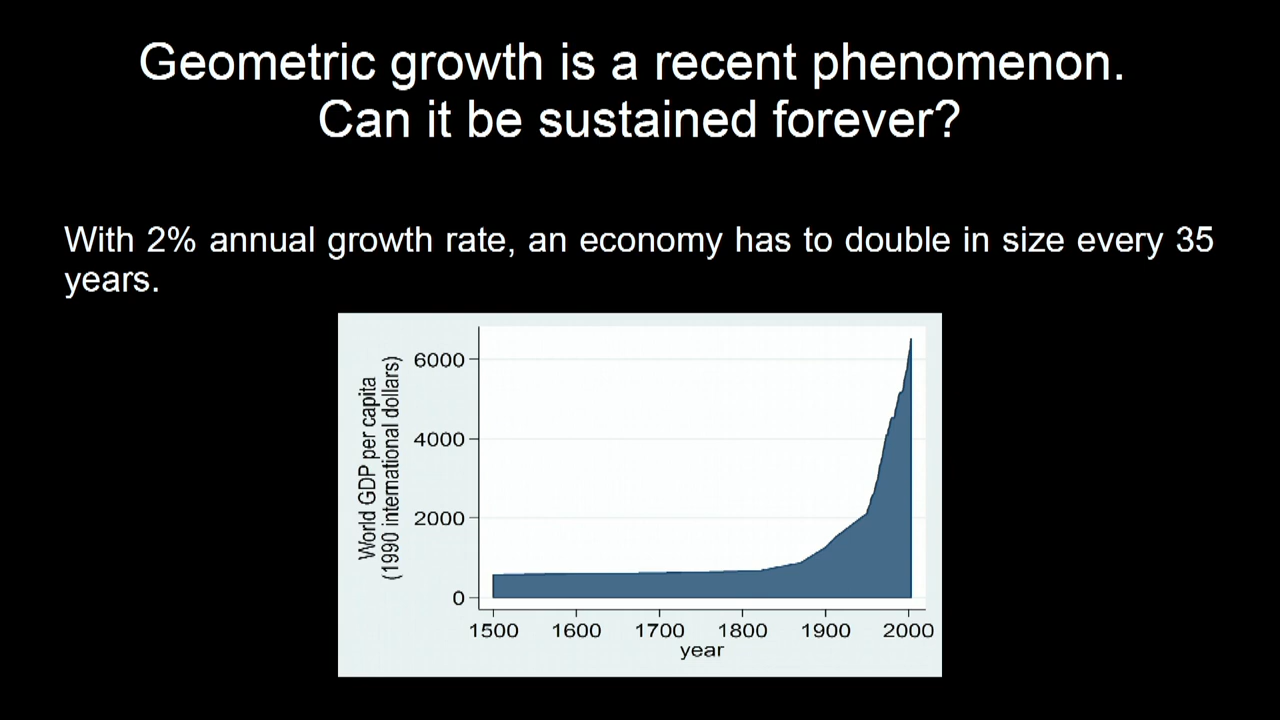 Geometric growth is a recent phenomenon.
Can it be sustained forever?
With 2% annual growth rate, an economy has to double in size every 35
years.
World GDP per capita
(1990 international dollars)
6000
4000
2000
0
1500 1600 1700 1800 1900 2000
year